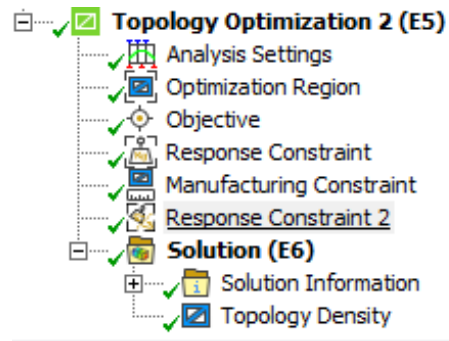 Topology Optimization 2 (E5)
Analysis Settings
Optimization Region
Objective
Response Constraint
Manufacturing Constraint
Response Constraint 2
Solution (E6)
Solution Information
Topology Density